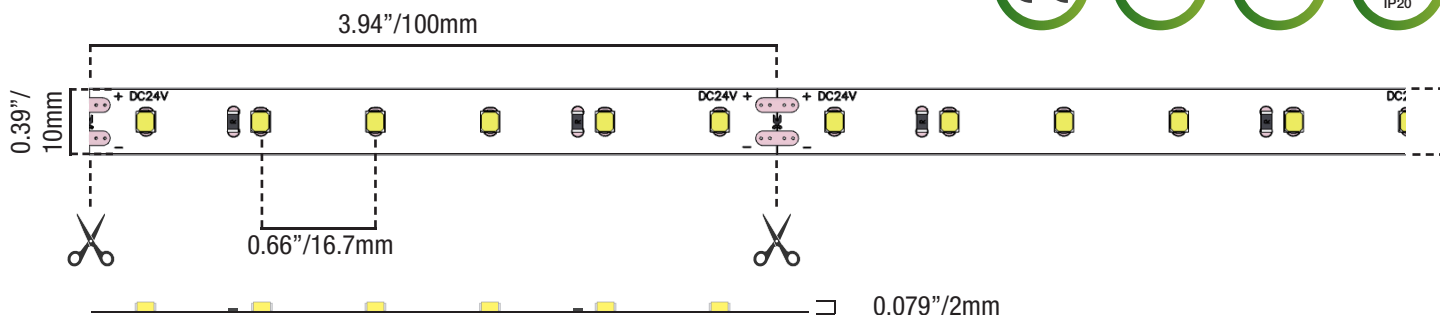 IP20
3.94”/100mm
0.39”/
10mm
+ DC24V
DC24V +
+ DC24V
−
−
−
0.66”/16.7mm
0.079”/2mm